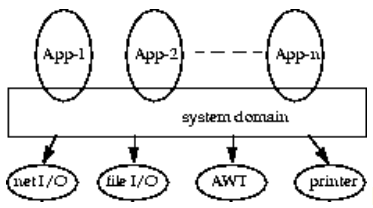 App-1 App-2 App-n
system domain
net I/O file I/O AWT printer